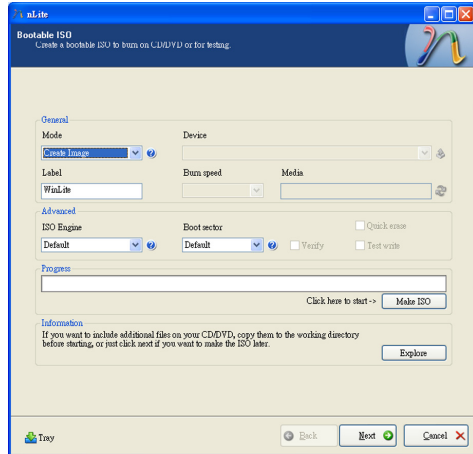 nLite
Bootable ISO
Create a bootable ISO to burn on CD/DVD or for testing.
General
Mode
Device
Create Image
Label
Burn speed
Media
WinLite
Advanced
ISO Engine
Boot sector
Quick erase
Default
Default
Verify
Test write
Progress
Click here to start ->
Make ISO
Information
If you want to include additional files on your CD/DVD, copy them to the working directory
before starting, or just click next if you want to make the ISO later.
Explore
Tray
Back
Next
Cancel